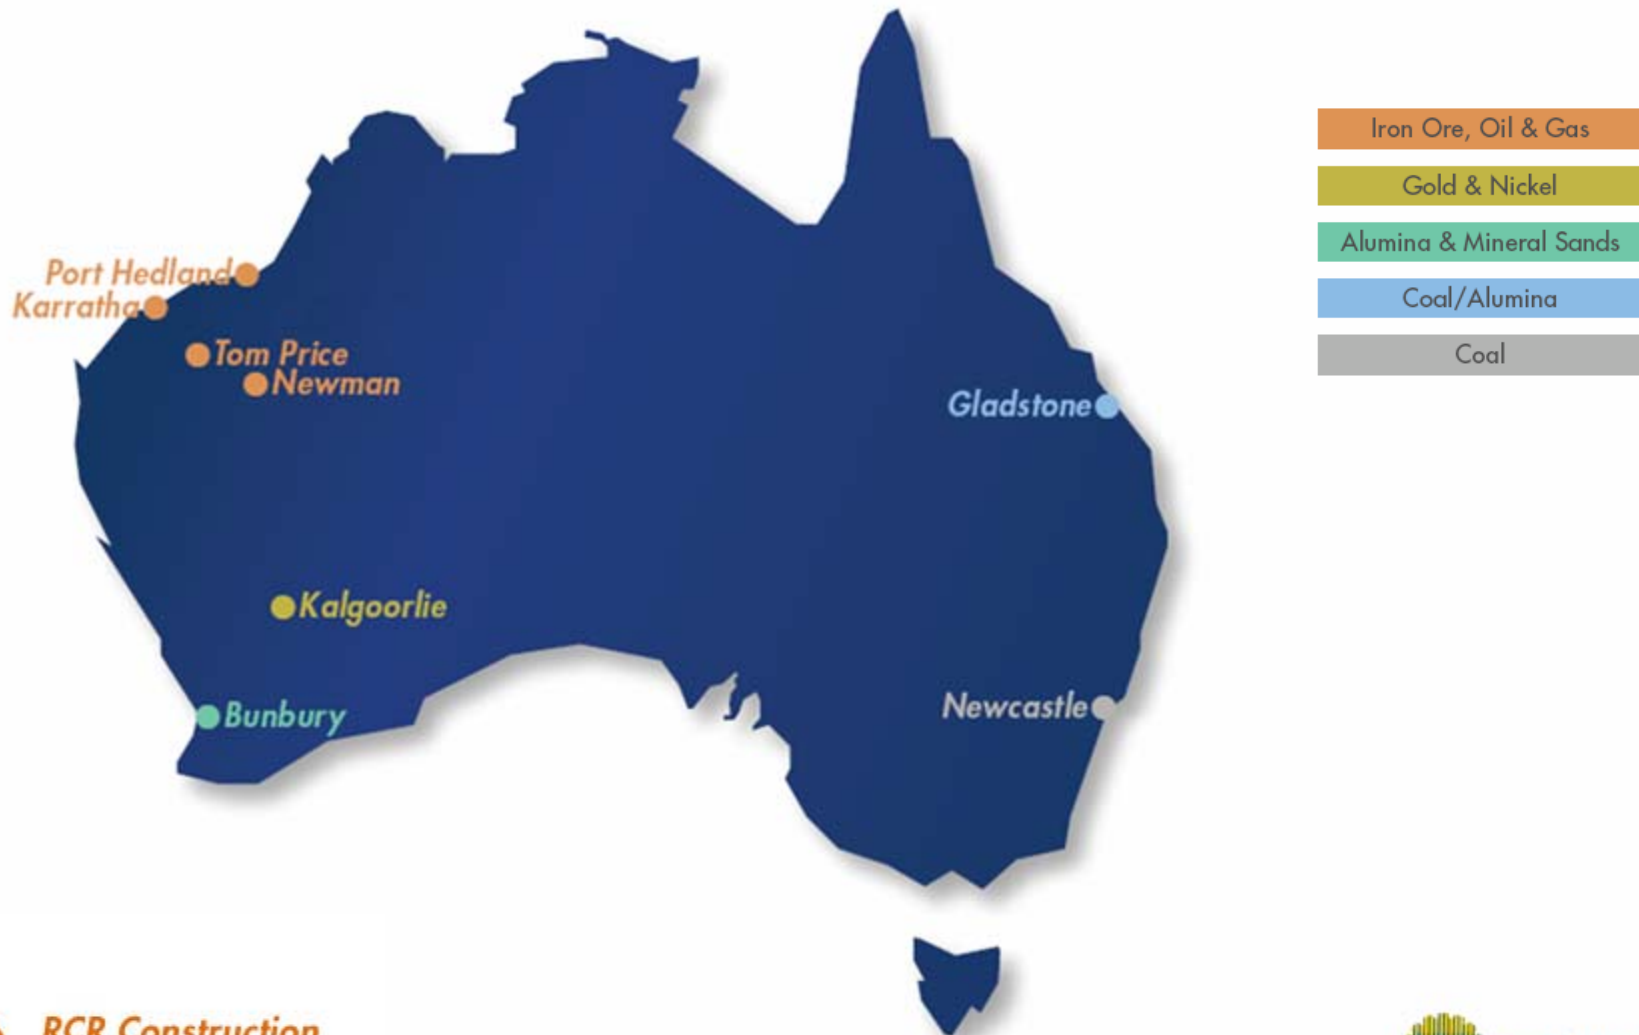 Iron Ore, Oil & Gas
Gold & Nickel
Alumina & Mineral Sands
Coal/Alumina
Coal
Port Hedland
Karratha
Tom Price
Newman
Gladstone
Kalgoorlie
Bunbury
Newcastle
RCR Construction